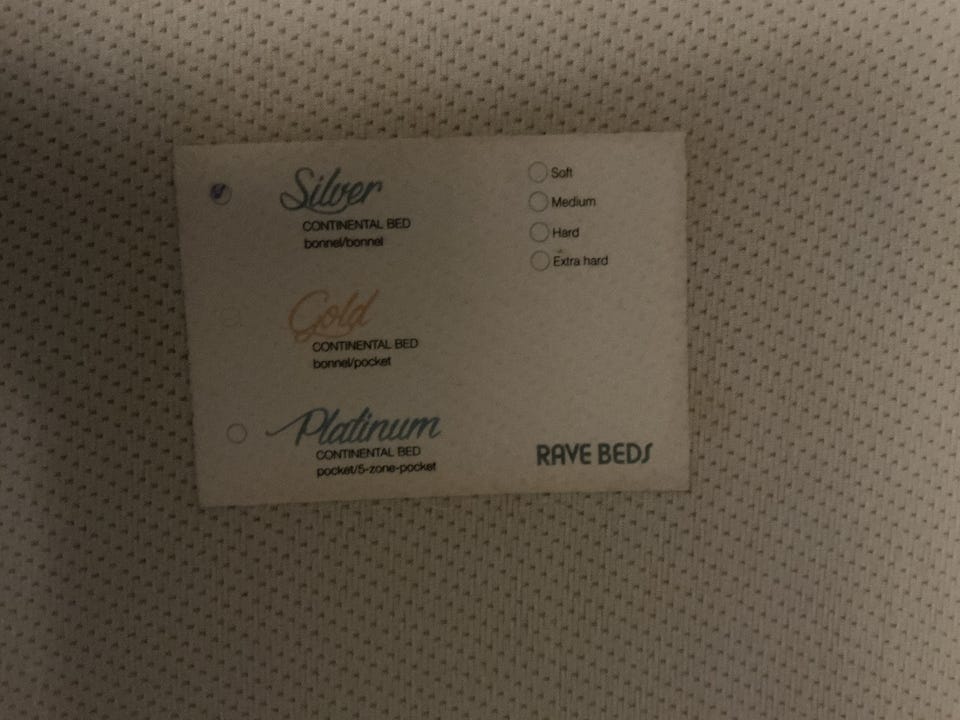 Silver
CONTINENTAL BED
bonnel/bonnel
Gold
CONTINENTAL BED
bonnel/pocket
Platinum
CONTINENTAL BED
pocket/5-zone-pocket
Soft
Medium
Hard
Extra hard
RAVE BEDS